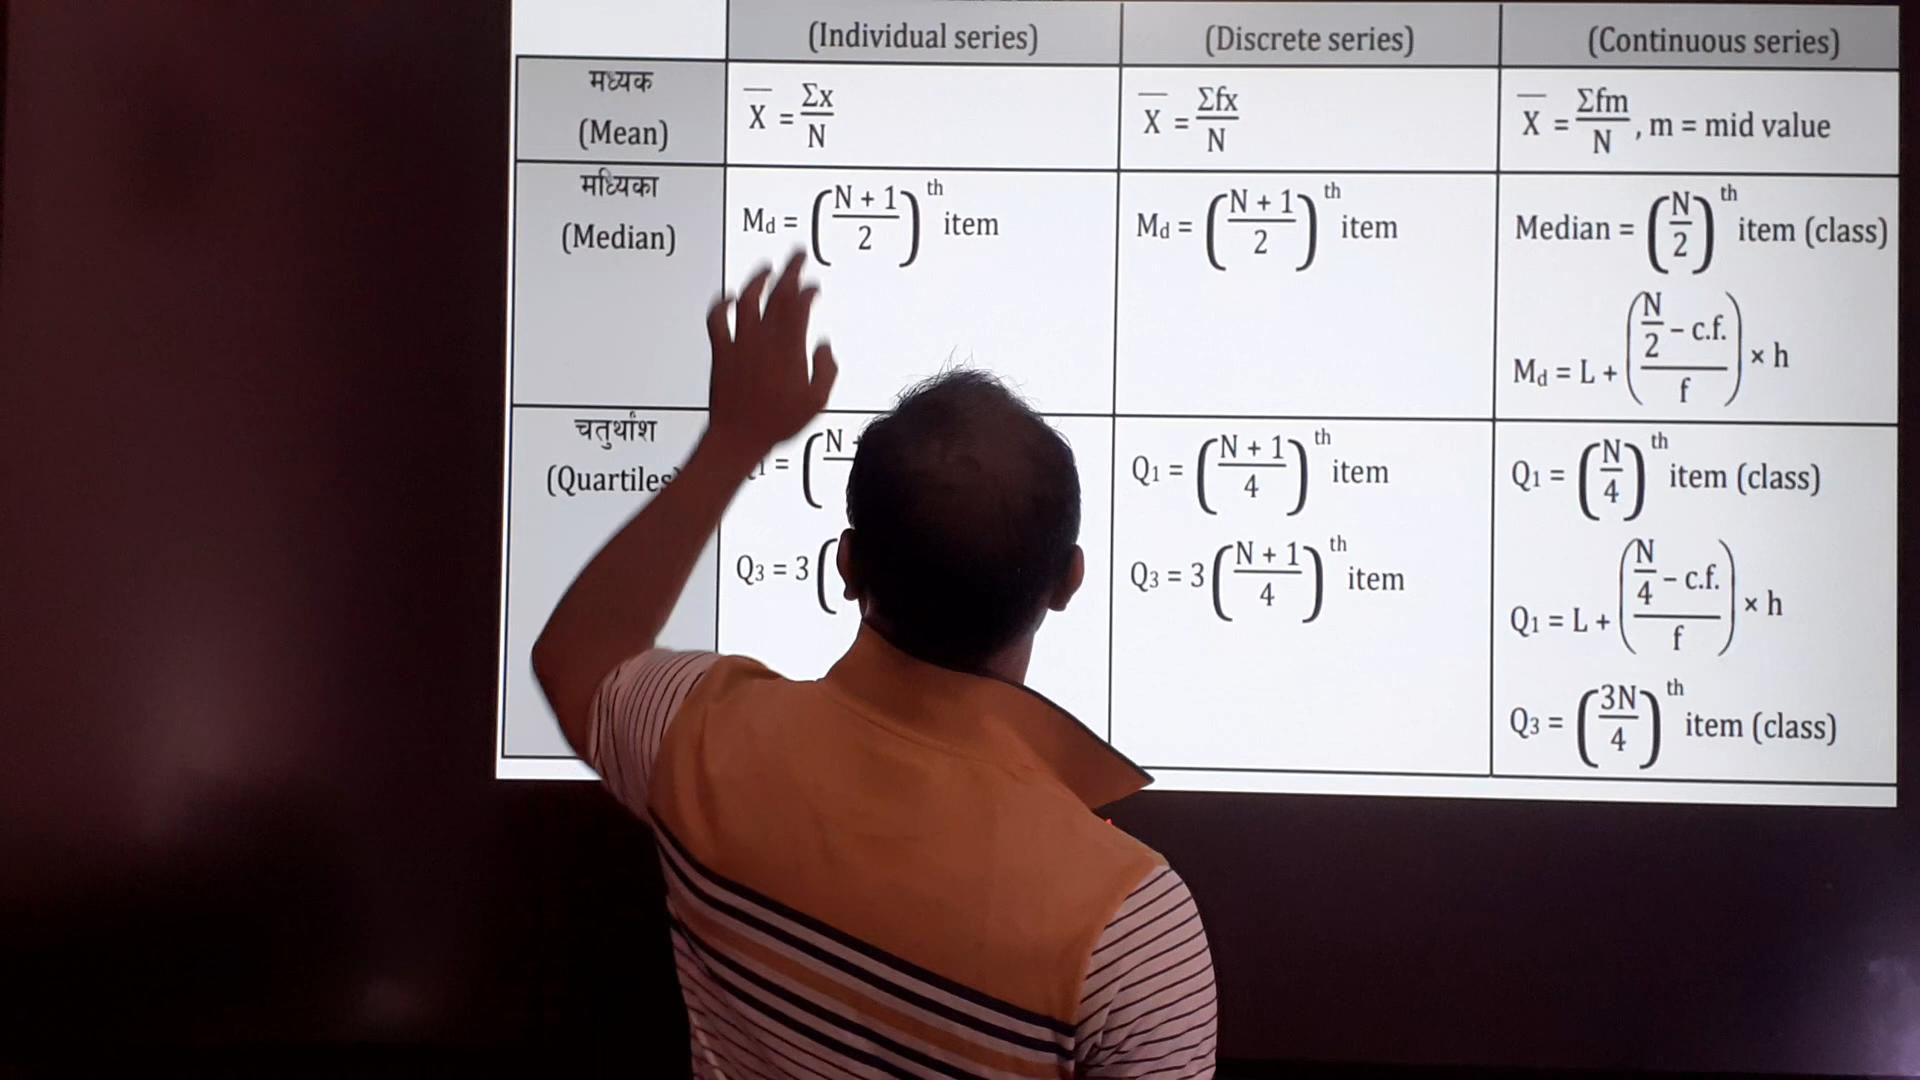 (Individual series) (Discrete series) (Continuous series)
मध्यक
(Mean)
X̅ = Σx/N
X̅ = Σfx/N
X̅ = Σfm/N , m = mid value
मध्यिका
(Median)
Md = ((N + 1)/2)th item
Md = ((N + 1)/2)th item
Median = (N/2)th item (class)
Md = L + ((N/2 – c.f.)/f) × h
चतुर्थांश
(Quartiles)
Q3 = 3(
Q1 = ((N + 1)/4)th item
Q3 = 3((N + 1)/4)th item
Q1 = (N/4)th item (class)
Q1 = L + ((N/4 – c.f.)/f) × h
Q3 = (3N/4)th item (class)